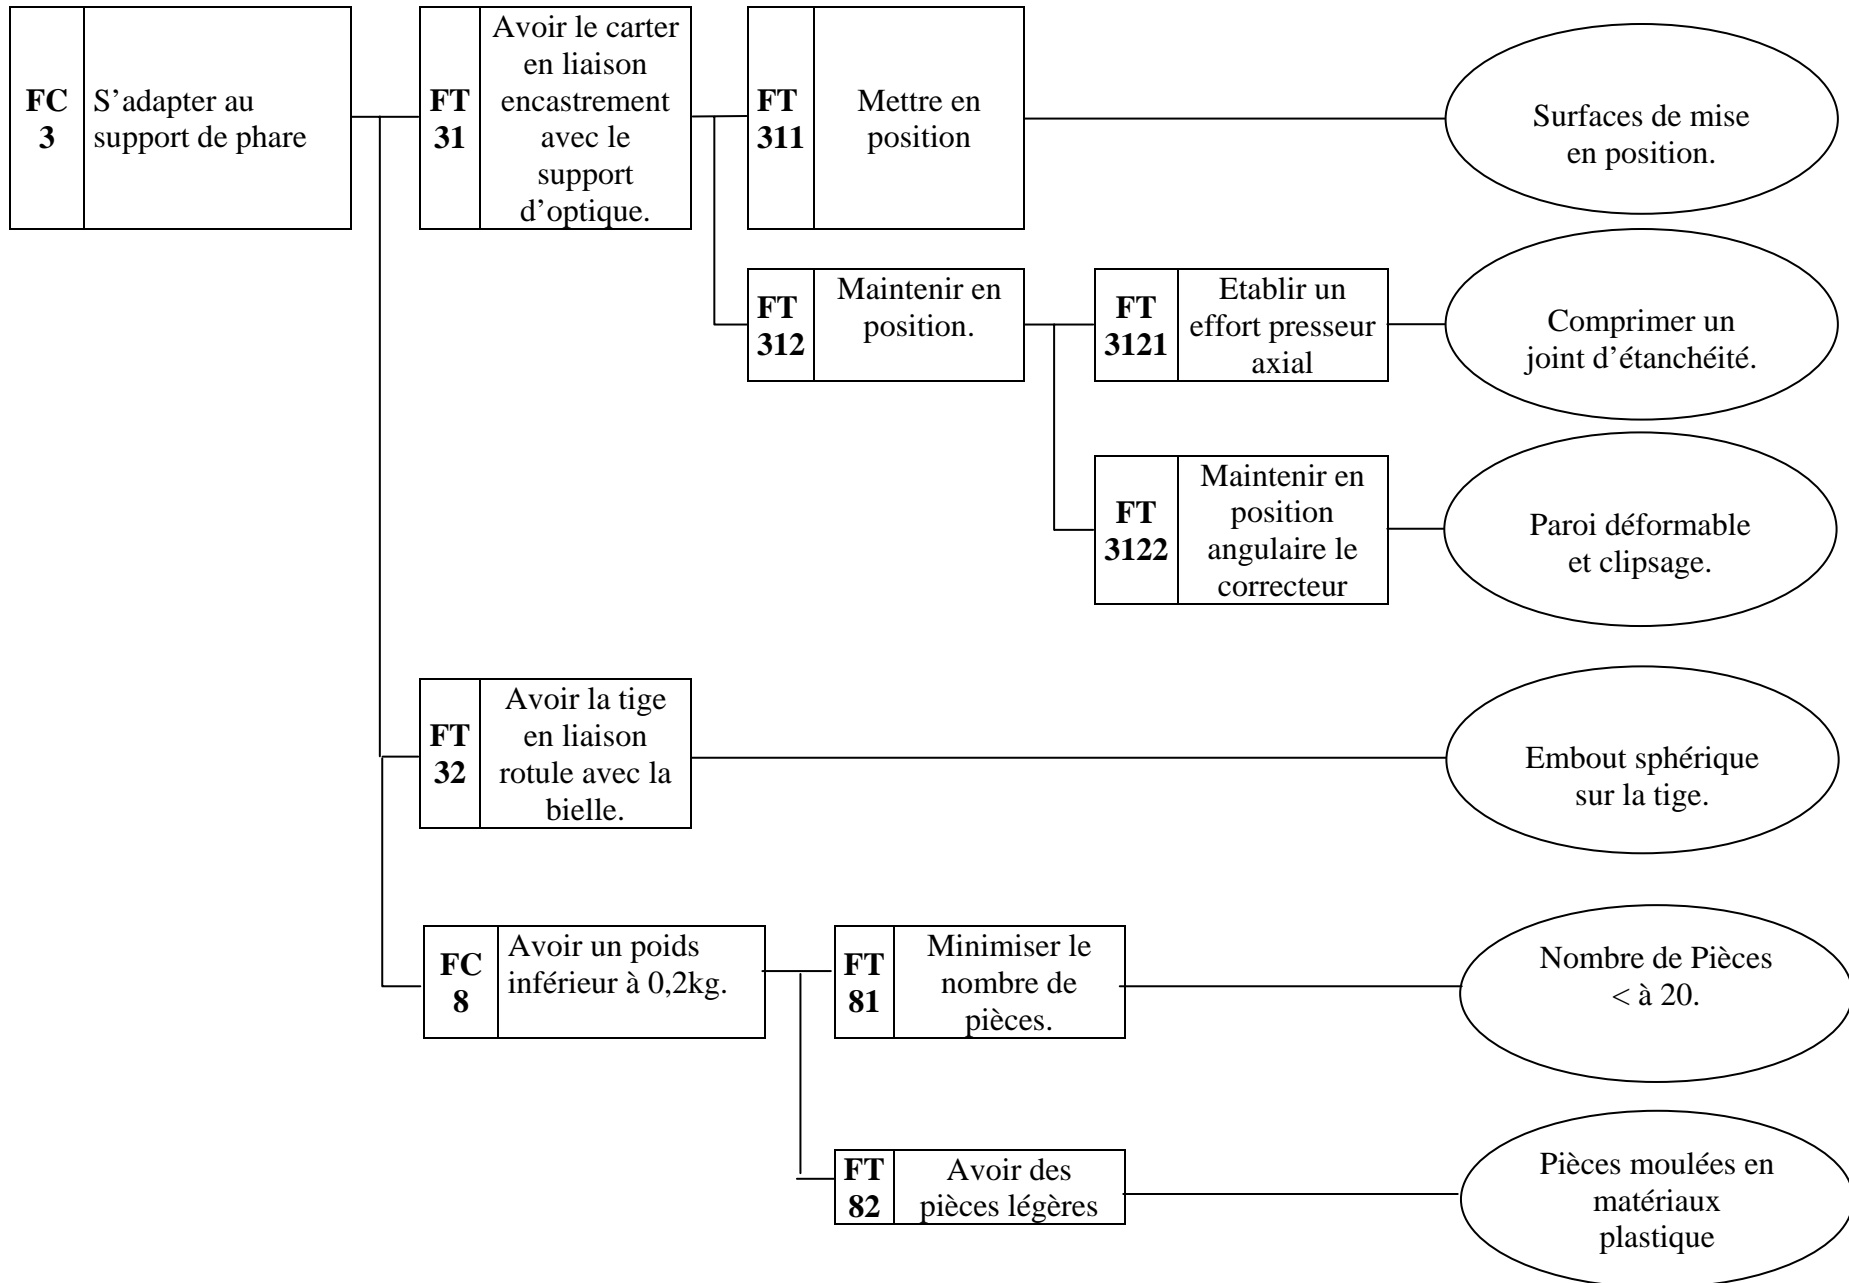 FC
3
S’adapter au
support de phare
FT
31
Avoir le carter
en liaison
encastrement
avec le
support
d’optique.
FT
311
Mettre en
position
Surfaces de mise
en position.
FT
312
Maintenir en
position.
FT
3121
Etablir un
effort presseur
axial
Comprimer un
joint d’étanchéité.
FT
3122
Maintenir en
position
angulaire le
correcteur
Paroi déformable
et clipsage.
FT
32
Avoir la tige
en liaison
rotule avec la
bielle.
Embout sphérique
sur la tige.
FC
8
Avoir un poids
inférieur à 0,2kg.
FT
81
Minimiser le
nombre de
pièces.
Nombre de Pièces
< à 20.
FT
82
Avoir des
pièces légères
Pièces moulées en
matériaux
plastique